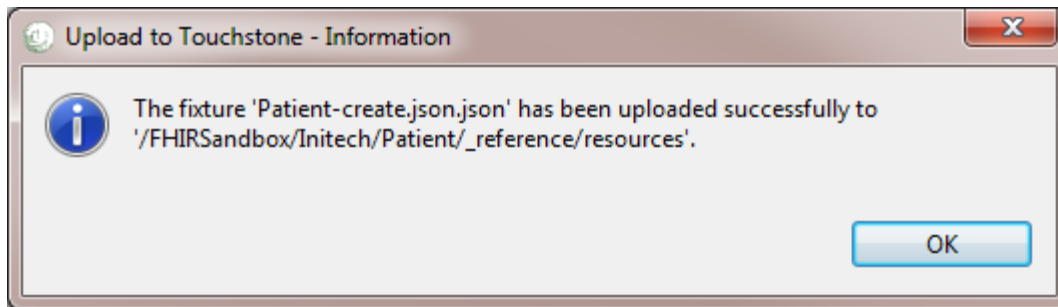 Upload to Touchstone - Information
The fixture 'Patient-create.json.json' has been uploaded successfully to
'/FHIRSandbox/Initech/Patient/_reference/resources'.
OK